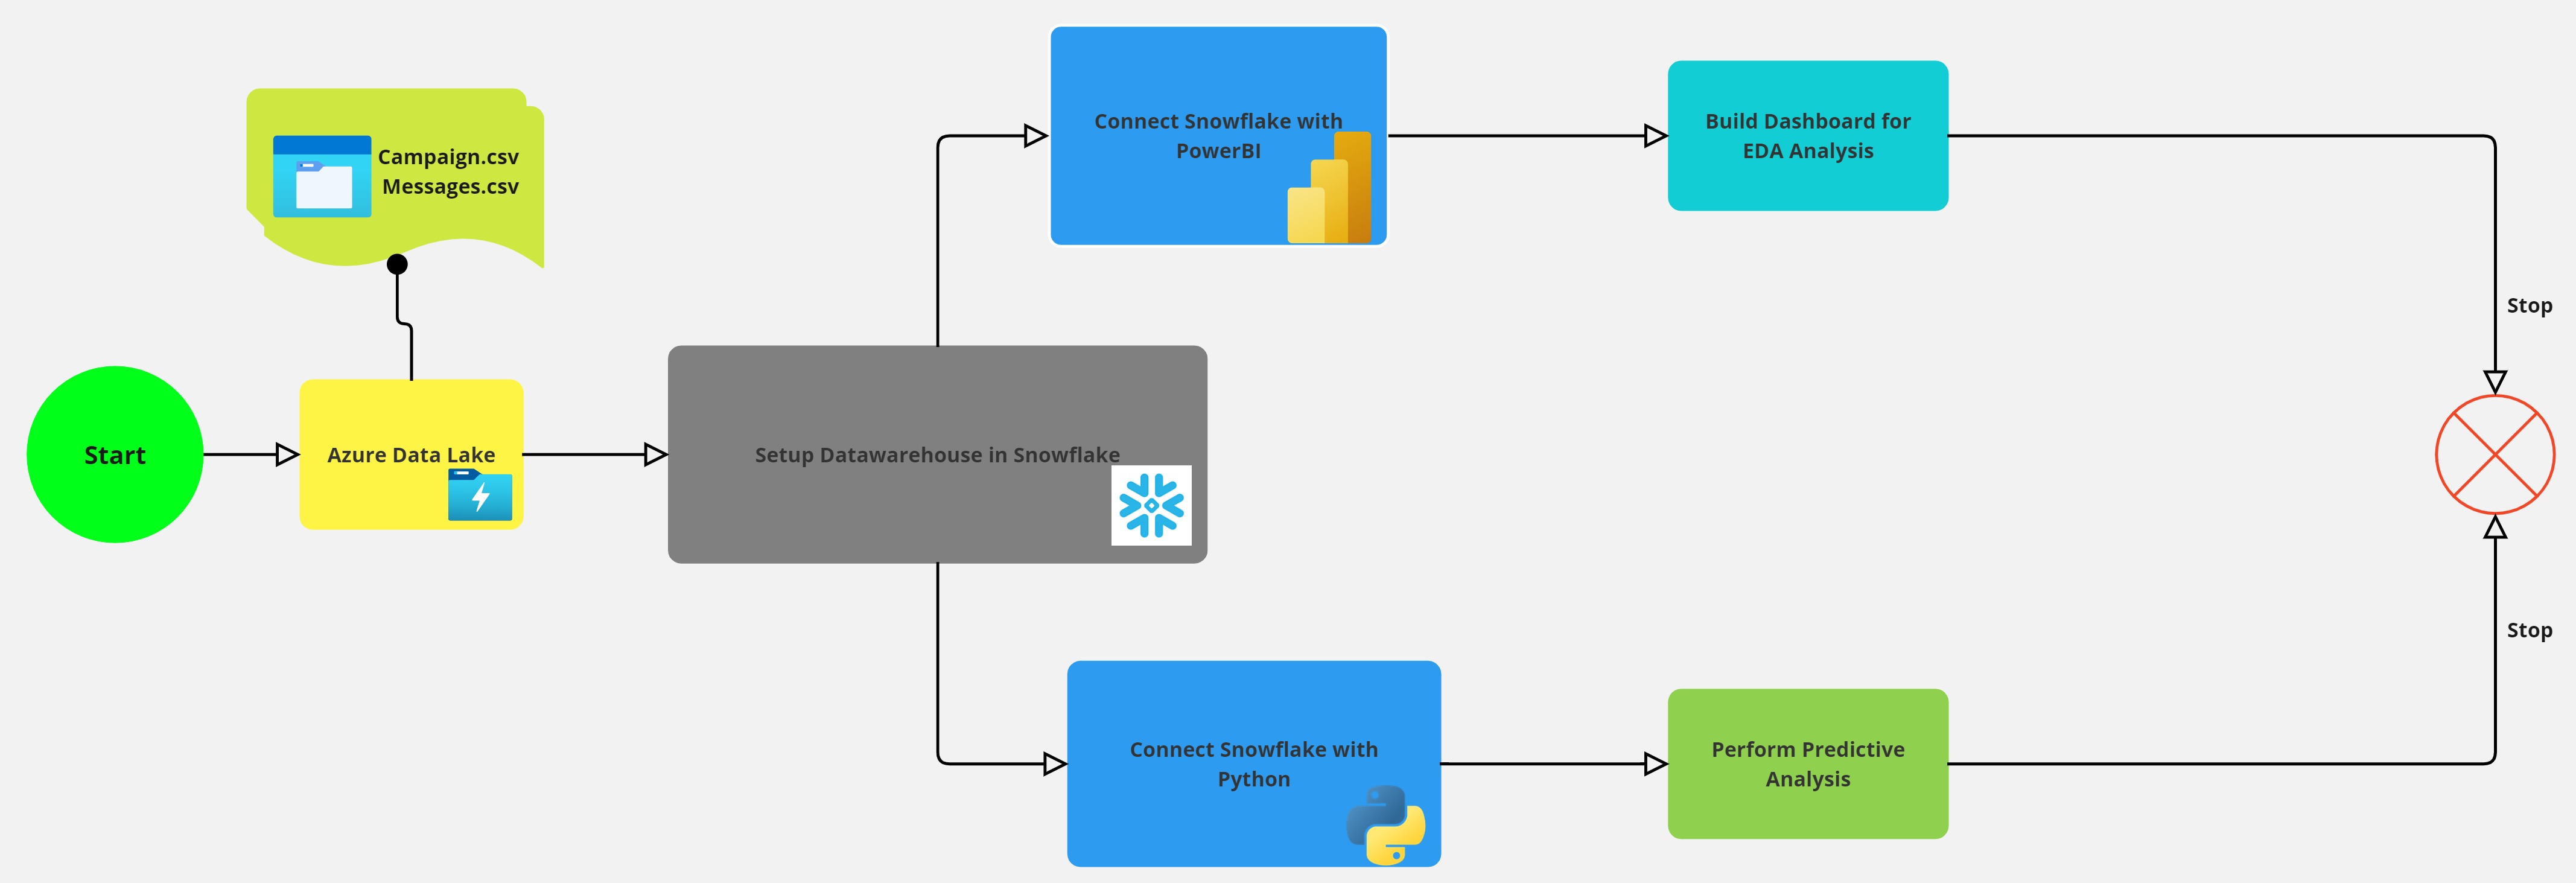 Campaign.csv
Messages.csv
Start
Azure Data Lake
Setup Datawarehouse in Snowflake
Connect Snowflake with
PowerBI
Build Dashboard for
EDA Analysis
Stop
Connect Snowflake with
Python
Perform Predictive
Analysis
Stop